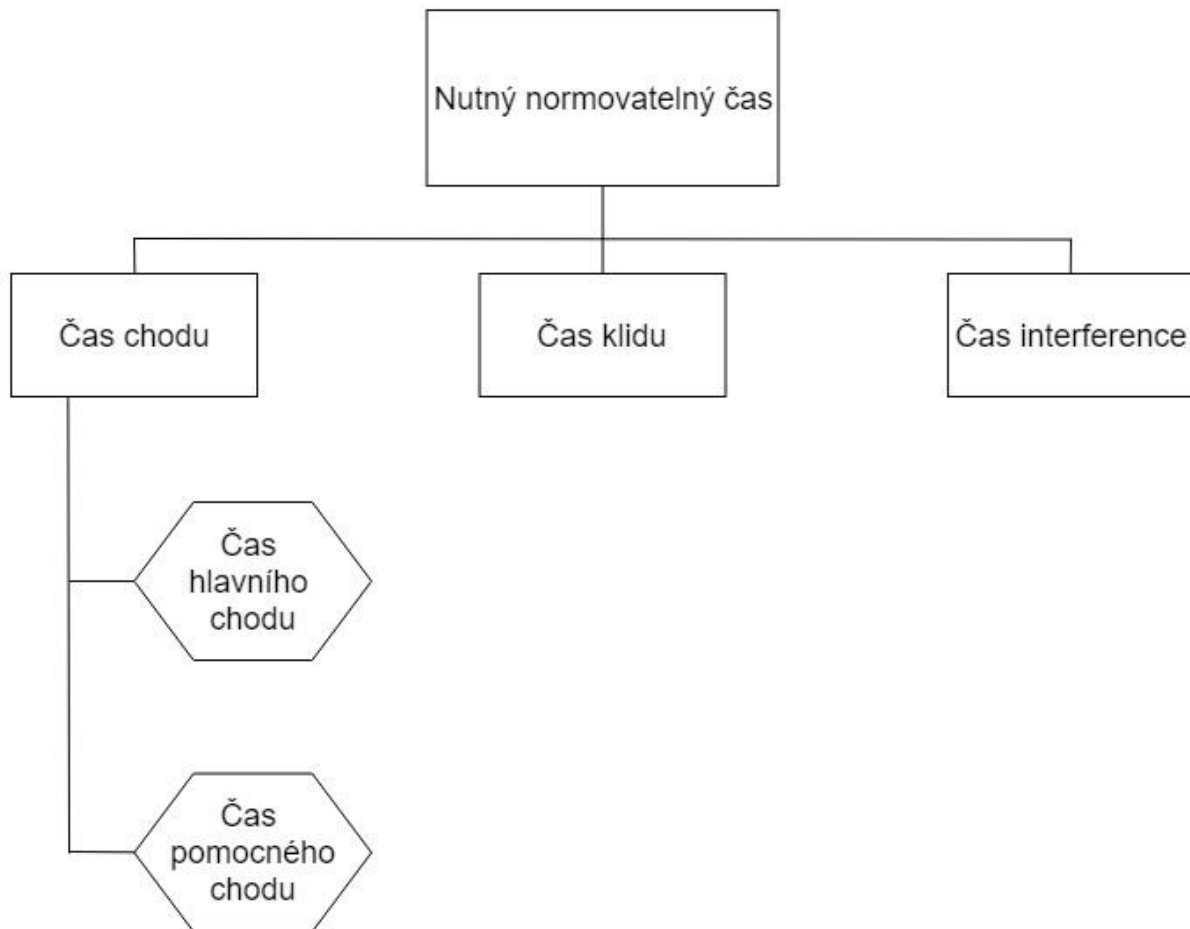 Nutný normovatelný čas
Čas chodu
Čas klidu
Čas interference
Čas
hlavního
chodu
Čas
pomocného
chodu